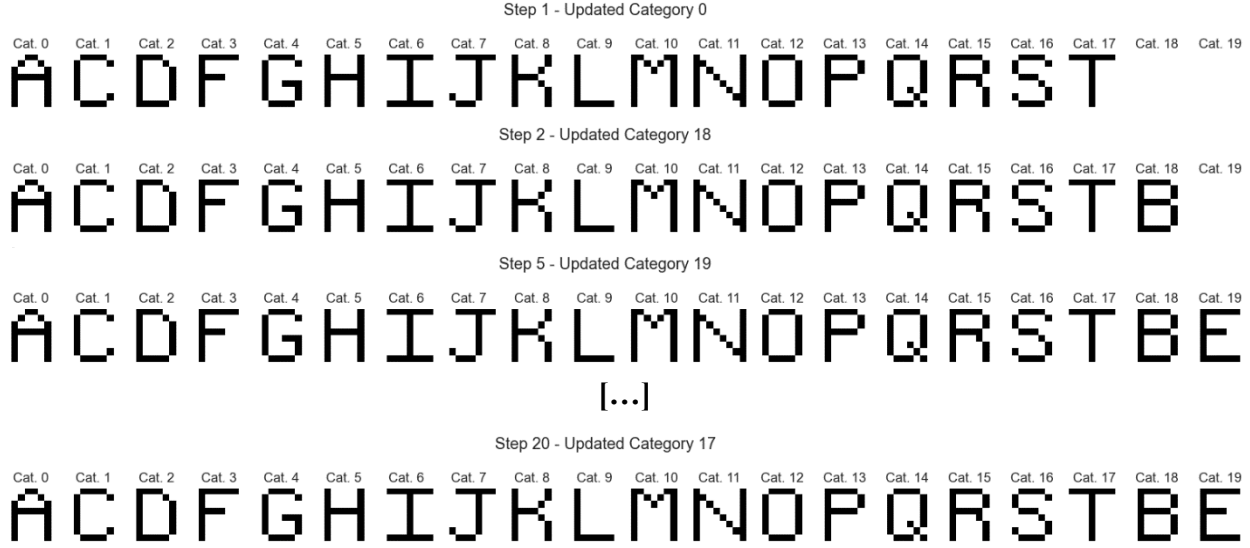 Step 1 - Updated Category 0
Cat. 0 Cat. 1 Cat. 2 Cat. 3 Cat. 4 Cat. 5 Cat. 6 Cat. 7 Cat. 8 Cat. 9 Cat. 10 Cat. 11 Cat. 12 Cat. 13 Cat. 14 Cat. 15 Cat. 16 Cat. 17 Cat. 18 Cat. 19
A C D F G H I J K L M N O P Q R S T
Step 2 - Updated Category 18
Cat. 0 Cat. 1 Cat. 2 Cat. 3 Cat. 4 Cat. 5 Cat. 6 Cat. 7 Cat. 8 Cat. 9 Cat. 10 Cat. 11 Cat. 12 Cat. 13 Cat. 14 Cat. 15 Cat. 16 Cat. 17 Cat. 18 Cat. 19
A C D F G H I J K L M N O P Q R S T B
Step 5 - Updated Category 19
Cat. 0 Cat. 1 Cat. 2 Cat. 3 Cat. 4 Cat. 5 Cat. 6 Cat. 7 Cat. 8 Cat. 9 Cat. 10 Cat. 11 Cat. 12 Cat. 13 Cat. 14 Cat. 15 Cat. 16 Cat. 17 Cat. 18 Cat. 19
A C D F G H I J K L M N O P Q R S T B E
[...]
Step 20 - Updated Category 17
Cat. 0 Cat. 1 Cat. 2 Cat. 3 Cat. 4 Cat. 5 Cat. 6 Cat. 7 Cat. 8 Cat. 9 Cat. 10 Cat. 11 Cat. 12 Cat. 13 Cat. 14 Cat. 15 Cat. 16 Cat. 17 Cat. 18 Cat. 19
A C D F G H I J K L M N O P Q R S T B E